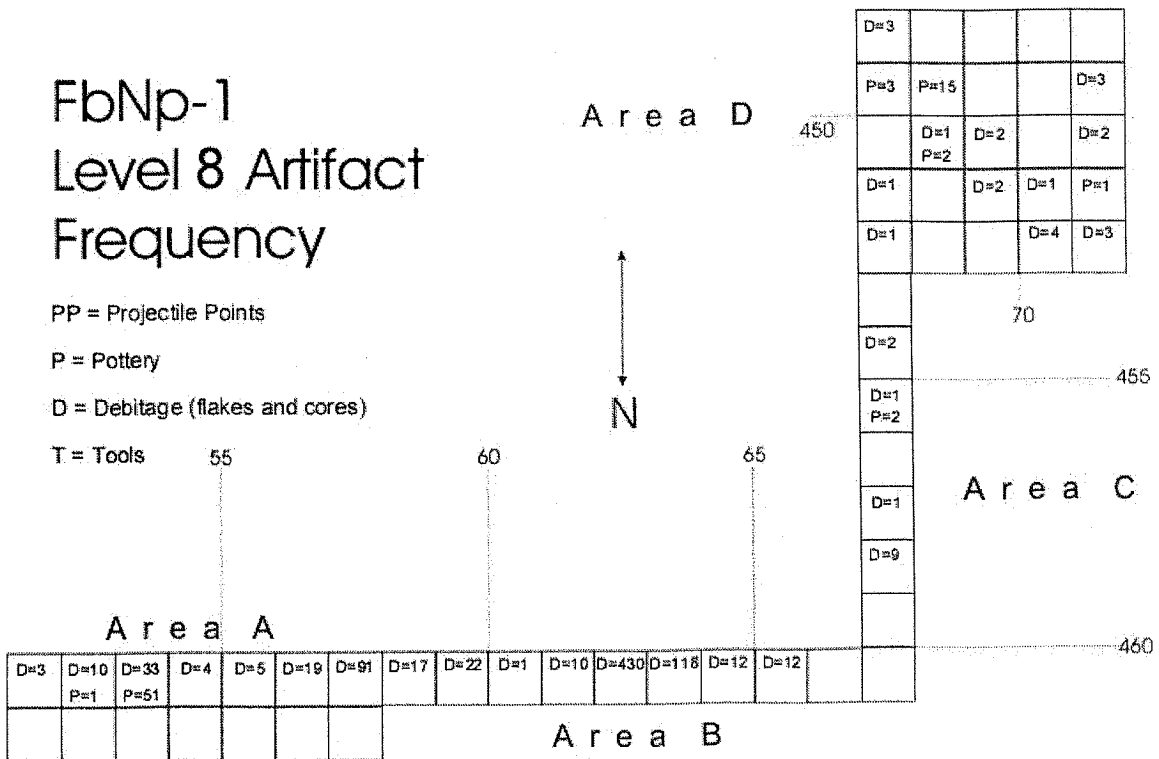 FbNp-1
Level 8 Artifact
Frequency
PP = Projectile Points
P = Pottery
D = Debitage (flakes and cores)
T = Tools
Area D
N
55
60
65
450
D=3
P=3 P=15 D=3
D=1 D=2 D=2
P=2
D=1 D=2 D=1 P=1
D=1 D=4 D=3
70
D=2
455
D=1
P=2
Area C
D=1
D=9
460
Area A
D=3 D=10 D=33 D=4 D=5 D=19 D=91 D=17 D=22 D=1 D=10 D=430 D=118 D=12 D=12
P=1 P=51
Area B